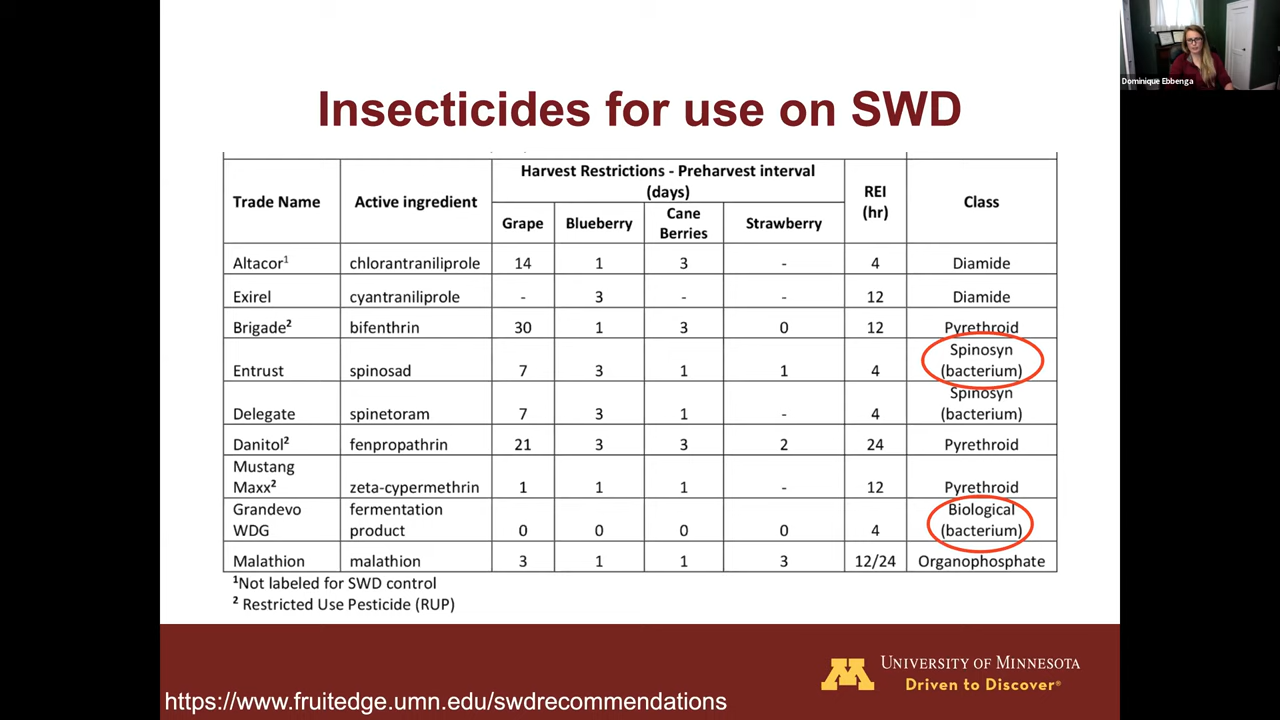 Dominique Ebbenga
Insecticides for use on SWD
Trade Name Active ingredient Harvest Restrictions - Preharvest interval (days) REI (hr) Class
Grape Blueberry Cane Berries Strawberry
Altacor¹ chlorantraniliprole 14 1 3 - 4 Diamide
Exirel cyantraniliprole - 3 - - 12 Diamide
Brigade² bifenthrin 30 1 3 0 12 Pyrethroid
Entrust spinosad 7 3 1 1 4 Spinosyn (bacterium)
Delegate spinetoram 7 3 1 - 4 Spinosyn (bacterium)
Danitol² fenpropathrin 21 3 3 2 24 Pyrethroid
Mustang Maxx² zeta-cypermethrin 1 1 1 - 12 Pyrethroid
Grandevo WDG fermentation product 0 0 0 0 4 Biological (bacterium)
Malathion malathion 3 1 1 3 12/24 Organophosphate
¹Not labeled for SWD control
² Restricted Use Pesticide (RUP)
M UNIVERSITY OF MINNESOTA
Driven to Discover®
https://www.fruitedge.umn.edu/swdrecommendations